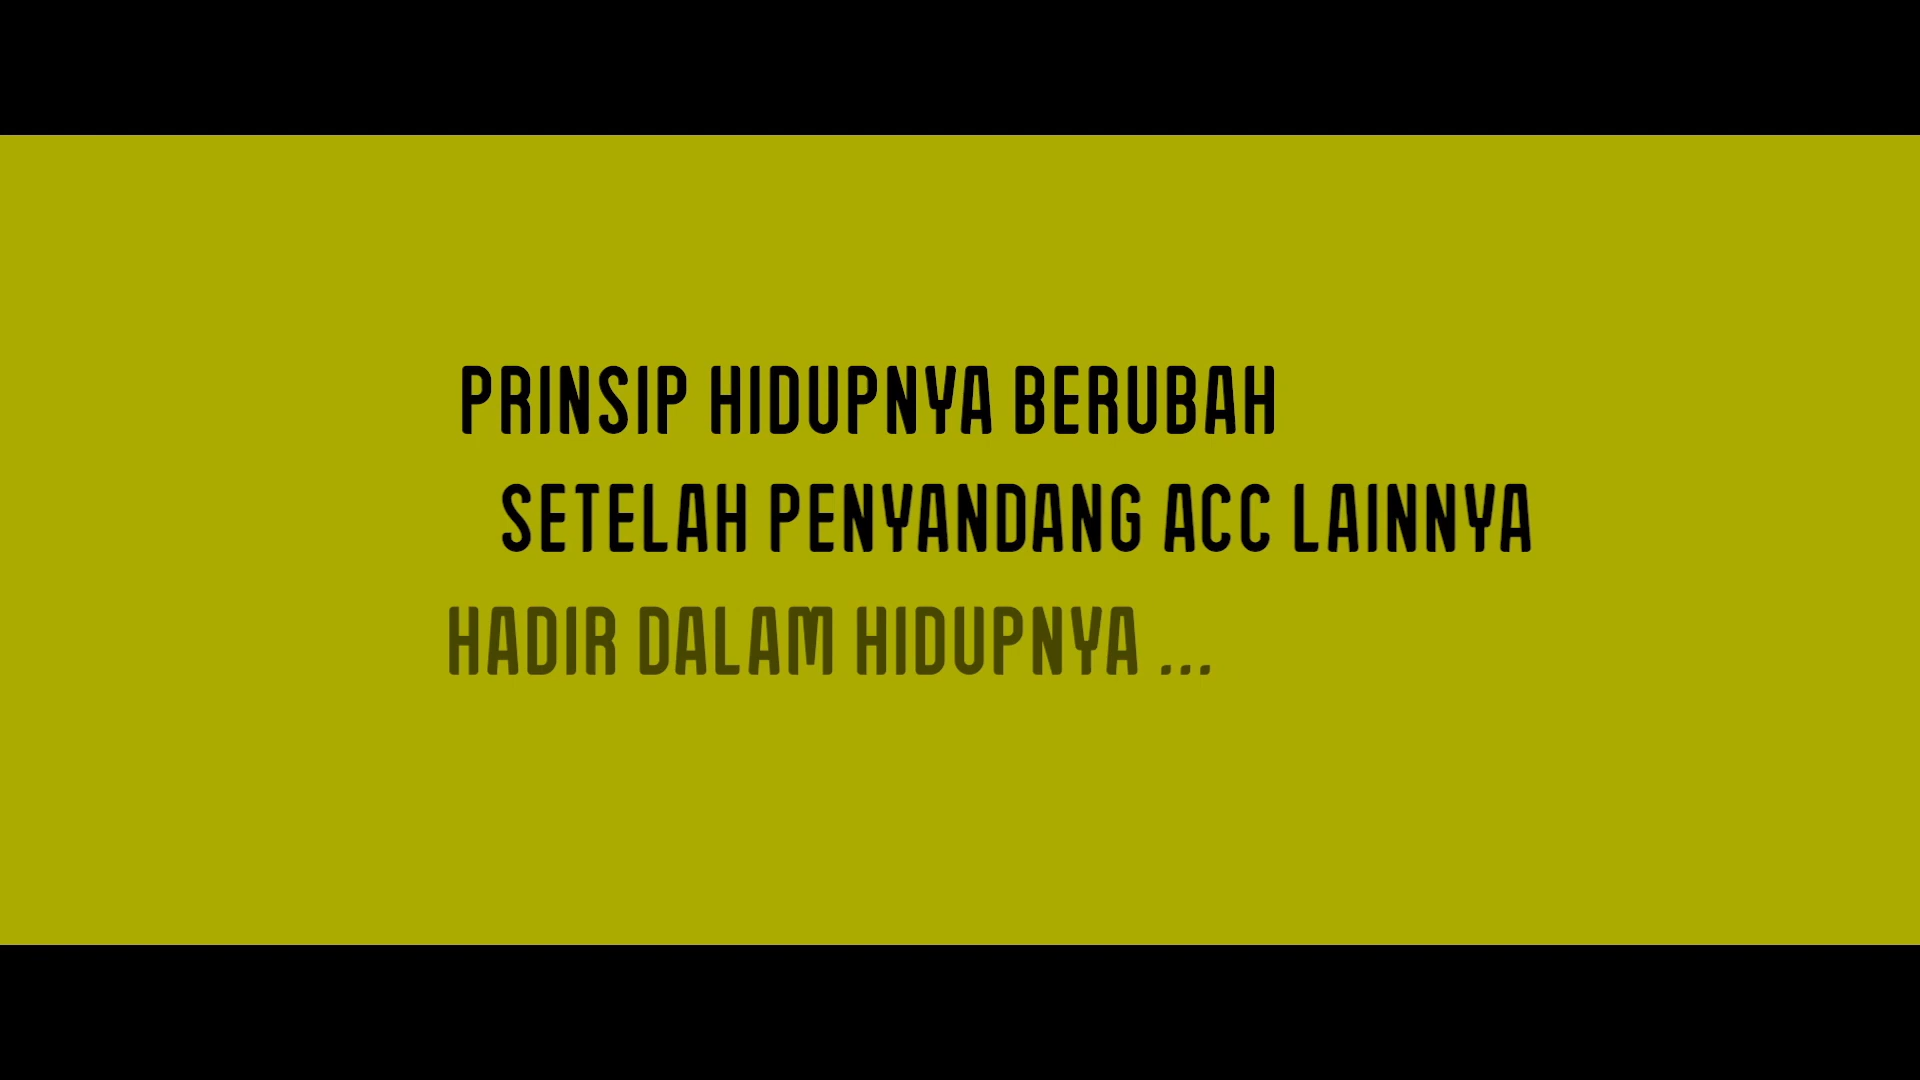 PRINSIP HIDUPNYA BERUBAH
SETELAH PENYANDANG ACC LAINNYA
HADIR DALAM HIDUPNYA ...